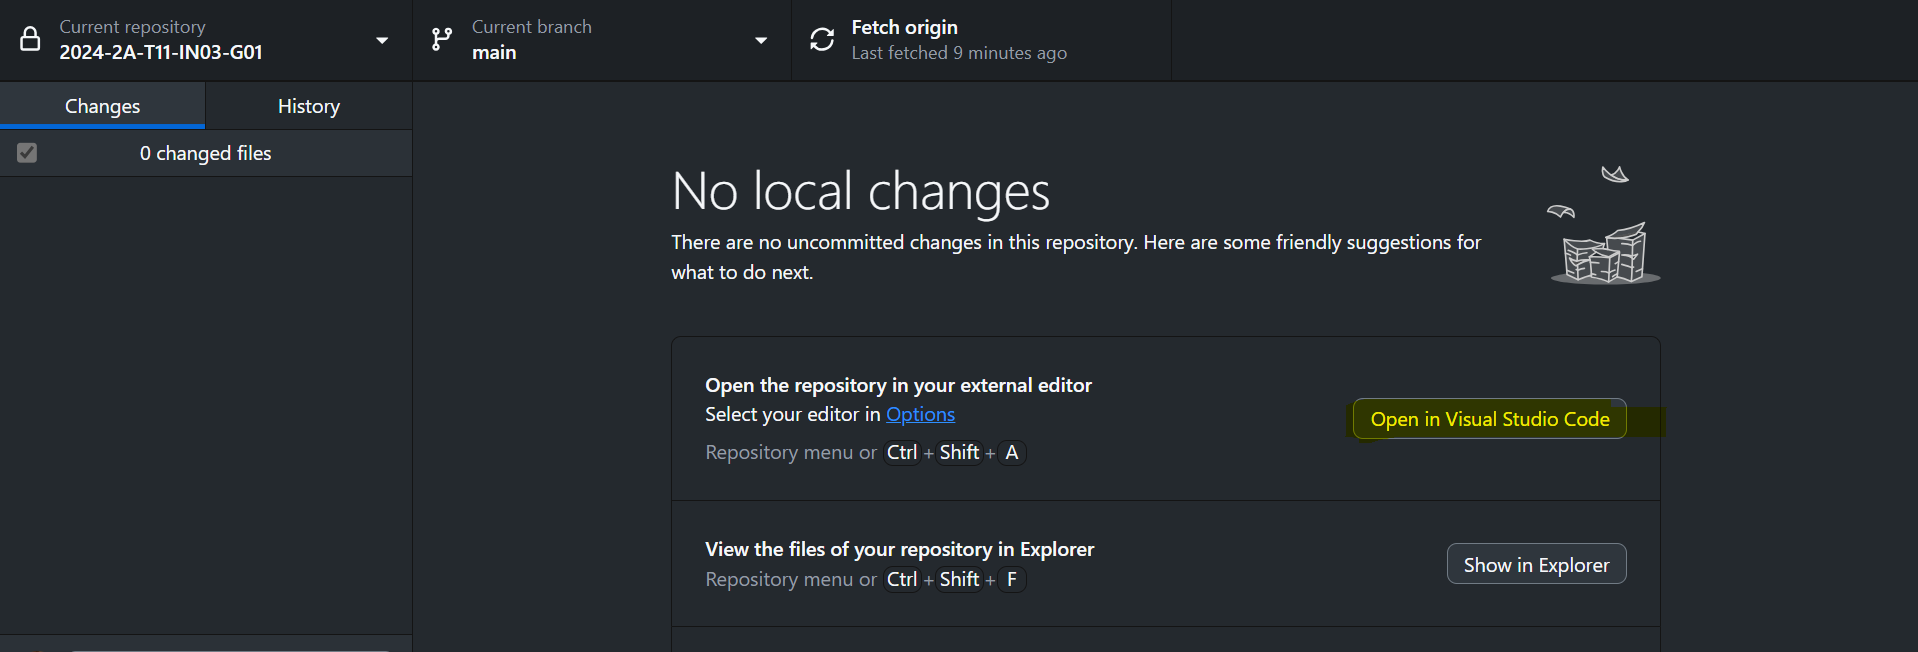 Current repository
2024-2A-T11-IN03-G01
Current branch
main
Fetch origin
Last fetched 9 minutes ago
Changes
History
0 changed files
No local changes
There are no uncommitted changes in this repository. Here are some friendly suggestions for
what to do next.
Open the repository in your external editor
Select your editor in Options
Repository menu or Ctrl + Shift + A
Open in Visual Studio Code
View the files of your repository in Explorer
Repository menu or Ctrl + Shift + F
Show in Explorer